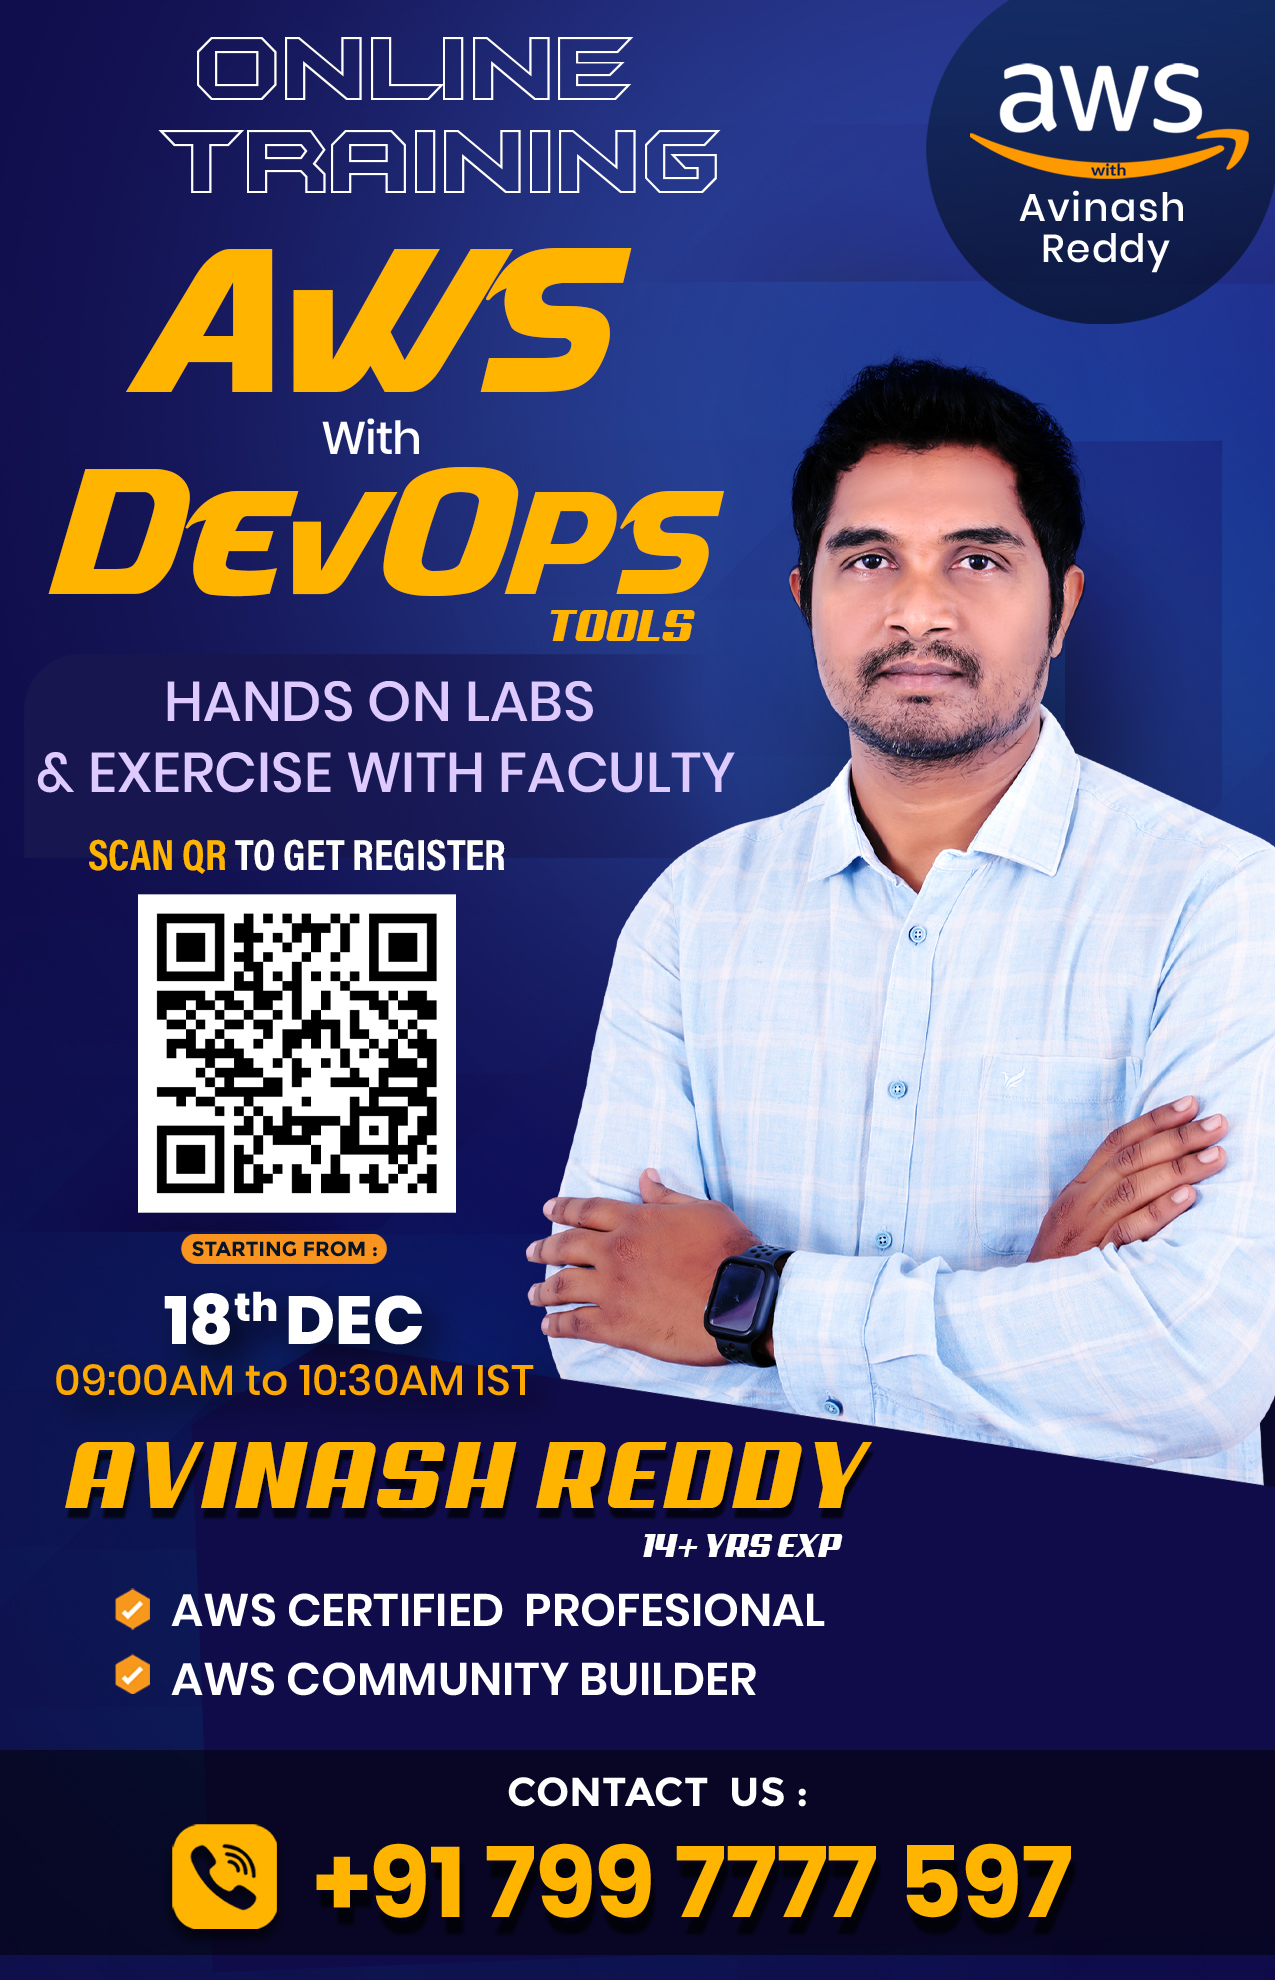 ONLINE
TRAINING
aws
with
Avinash
Reddy
AWS
With
DEVOPS
TOOLS
HANDS ON LABS
& EXERCISE WITH FACULTY
SCAN QR TO GET REGISTER
STARTING FROM :
18th DEC
09:00AM to 10:30AM IST
AVINASH REDDY
14+ YRS EXP
AWS CERTIFIED PROFESIONAL
AWS COMMUNITY BUILDER
CONTACT US :
+91 799 7777 597